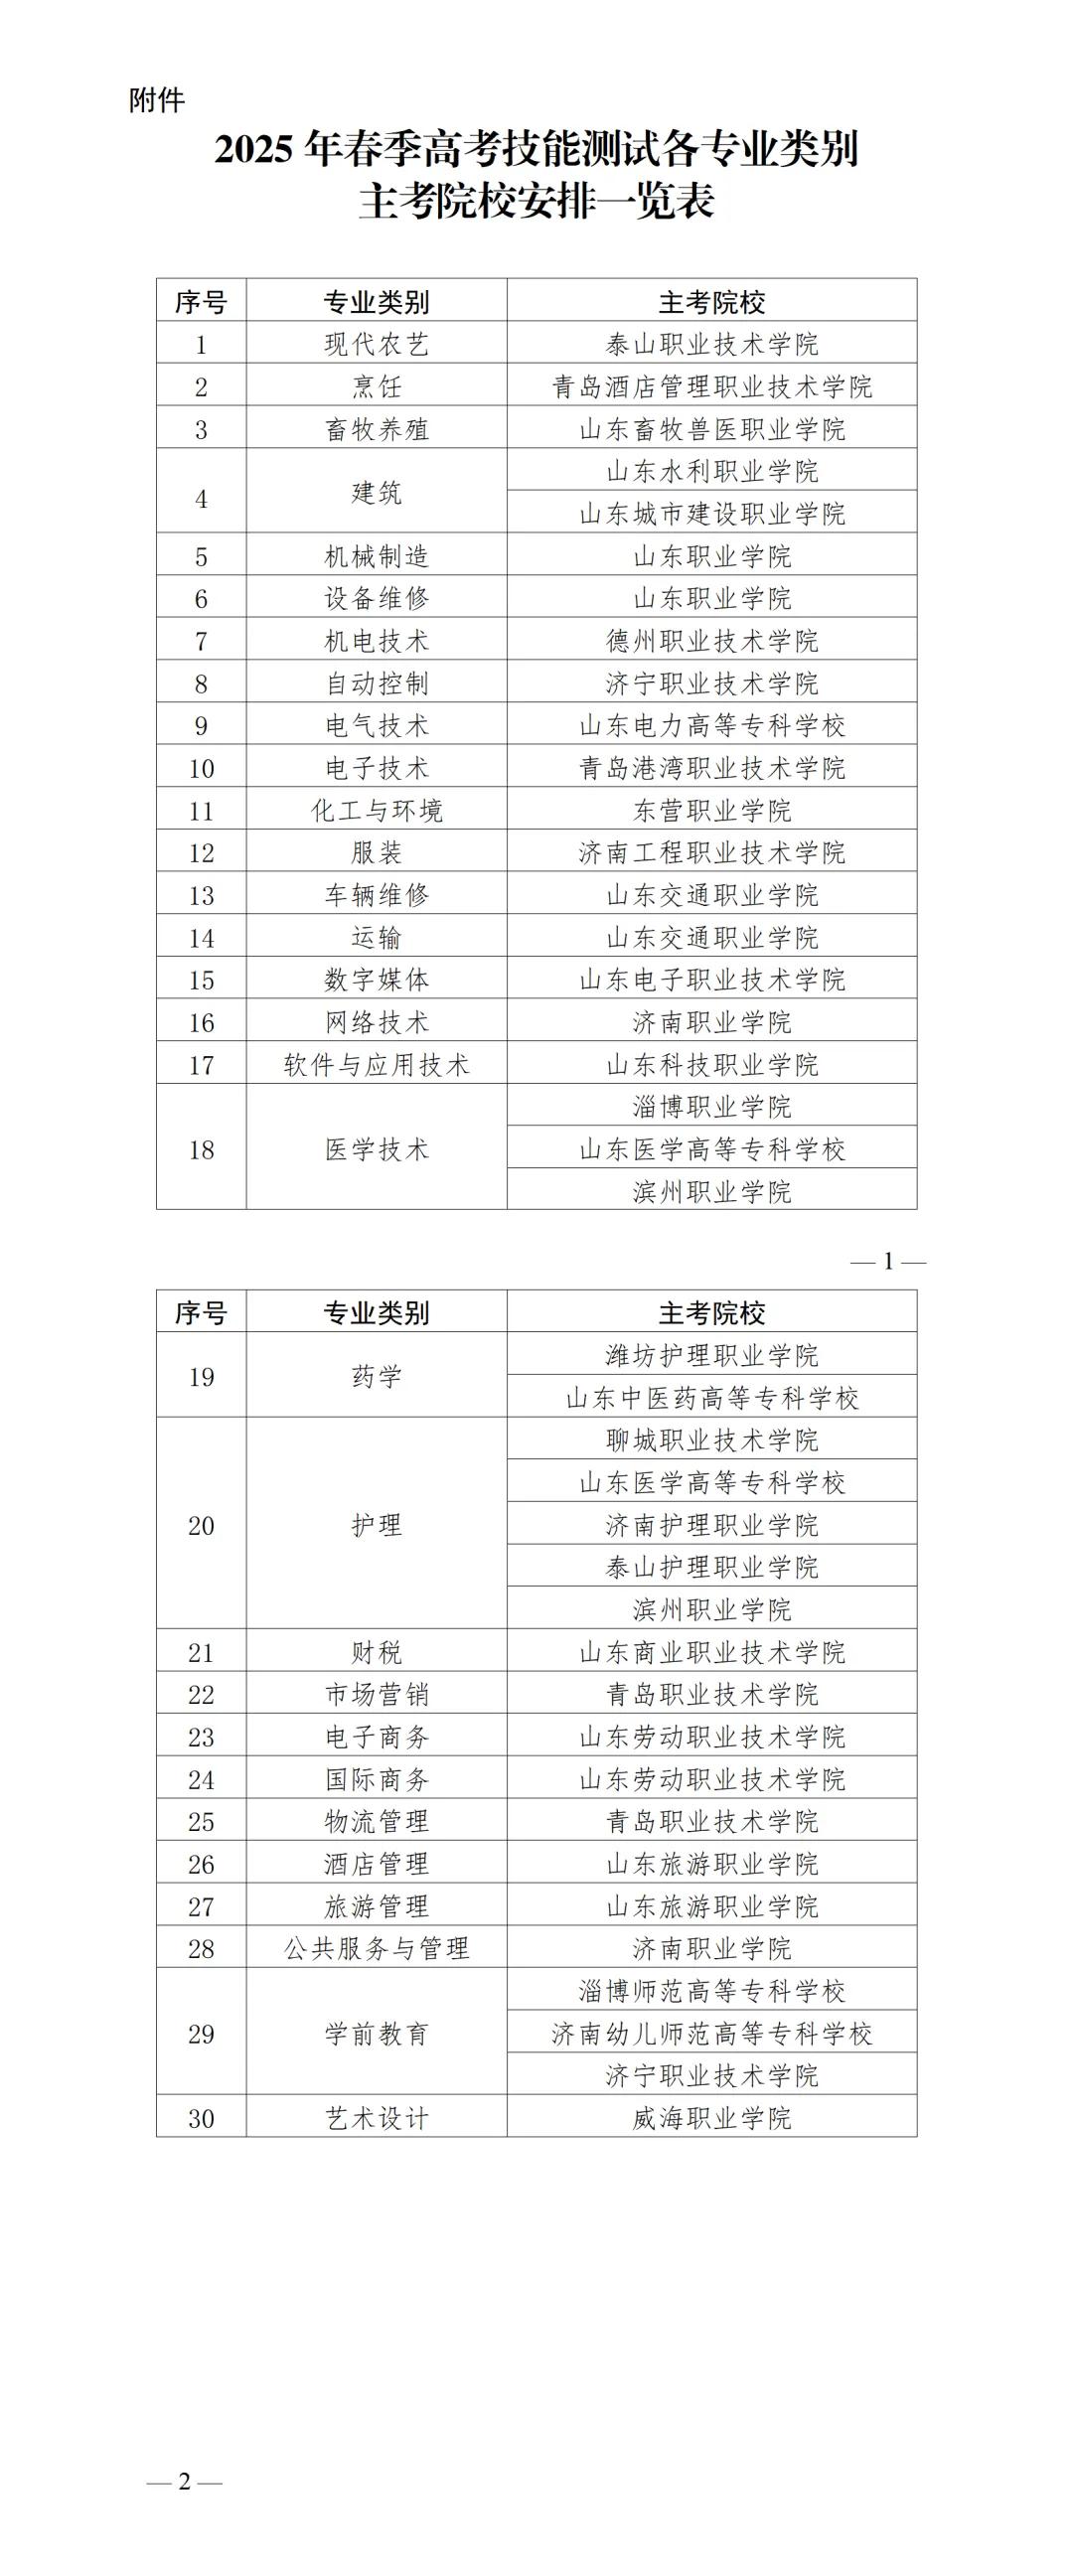 附件
2025 年春季高考技能测试各专业类别
主考院校安排一览表
序号 专业类别 主考院校
1 现代农艺 泰山职业技术学院
2 烹饪 青岛酒店管理职业技术学院
3 畜牧养殖 山东畜牧兽医职业学院
4 建筑 山东水利职业学院
山东城市建设职业学院
5 机械制造 山东职业学院
6 设备维修 山东职业学院
7 机电技术 德州职业技术学院
8 自动控制 济宁职业技术学院
9 电气技术 山东电力高等专科学校
10 电子技术 青岛港湾职业技术学院
11 化工与环境 东营职业学院
12 服装 济南工程职业技术学院
13 车辆维修 山东交通职业学院
14 运输 山东交通职业学院
15 数字媒体 山东电子职业技术学院
16 网络技术 济南职业学院
17 软件与应用技术 山东科技职业学院
18 医学技术 淄博职业学院
山东医学高等专科学校
滨州职业学院
— 1 —
序号 专业类别 主考院校
19 药学 潍坊护理职业学院
山东中医药高等专科学校
20 护理 聊城职业技术学院
山东医学高等专科学校
济南护理职业学院
泰山护理职业学院
滨州职业学院
21 财税 山东商业职业技术学院
22 市场营销 青岛职业技术学院
23 电子商务 山东劳动职业技术学院
24 国际商务 山东劳动职业技术学院
25 物流管理 青岛职业技术学院
26 酒店管理 山东旅游职业学院
27 旅游管理 山东旅游职业学院
28 公共服务与管理 济南职业学院
29 学前教育 淄博师范高等专科学校
济南幼儿师范高等专科学校
济宁职业技术学院
30 艺术设计 威海职业学院
— 2 —